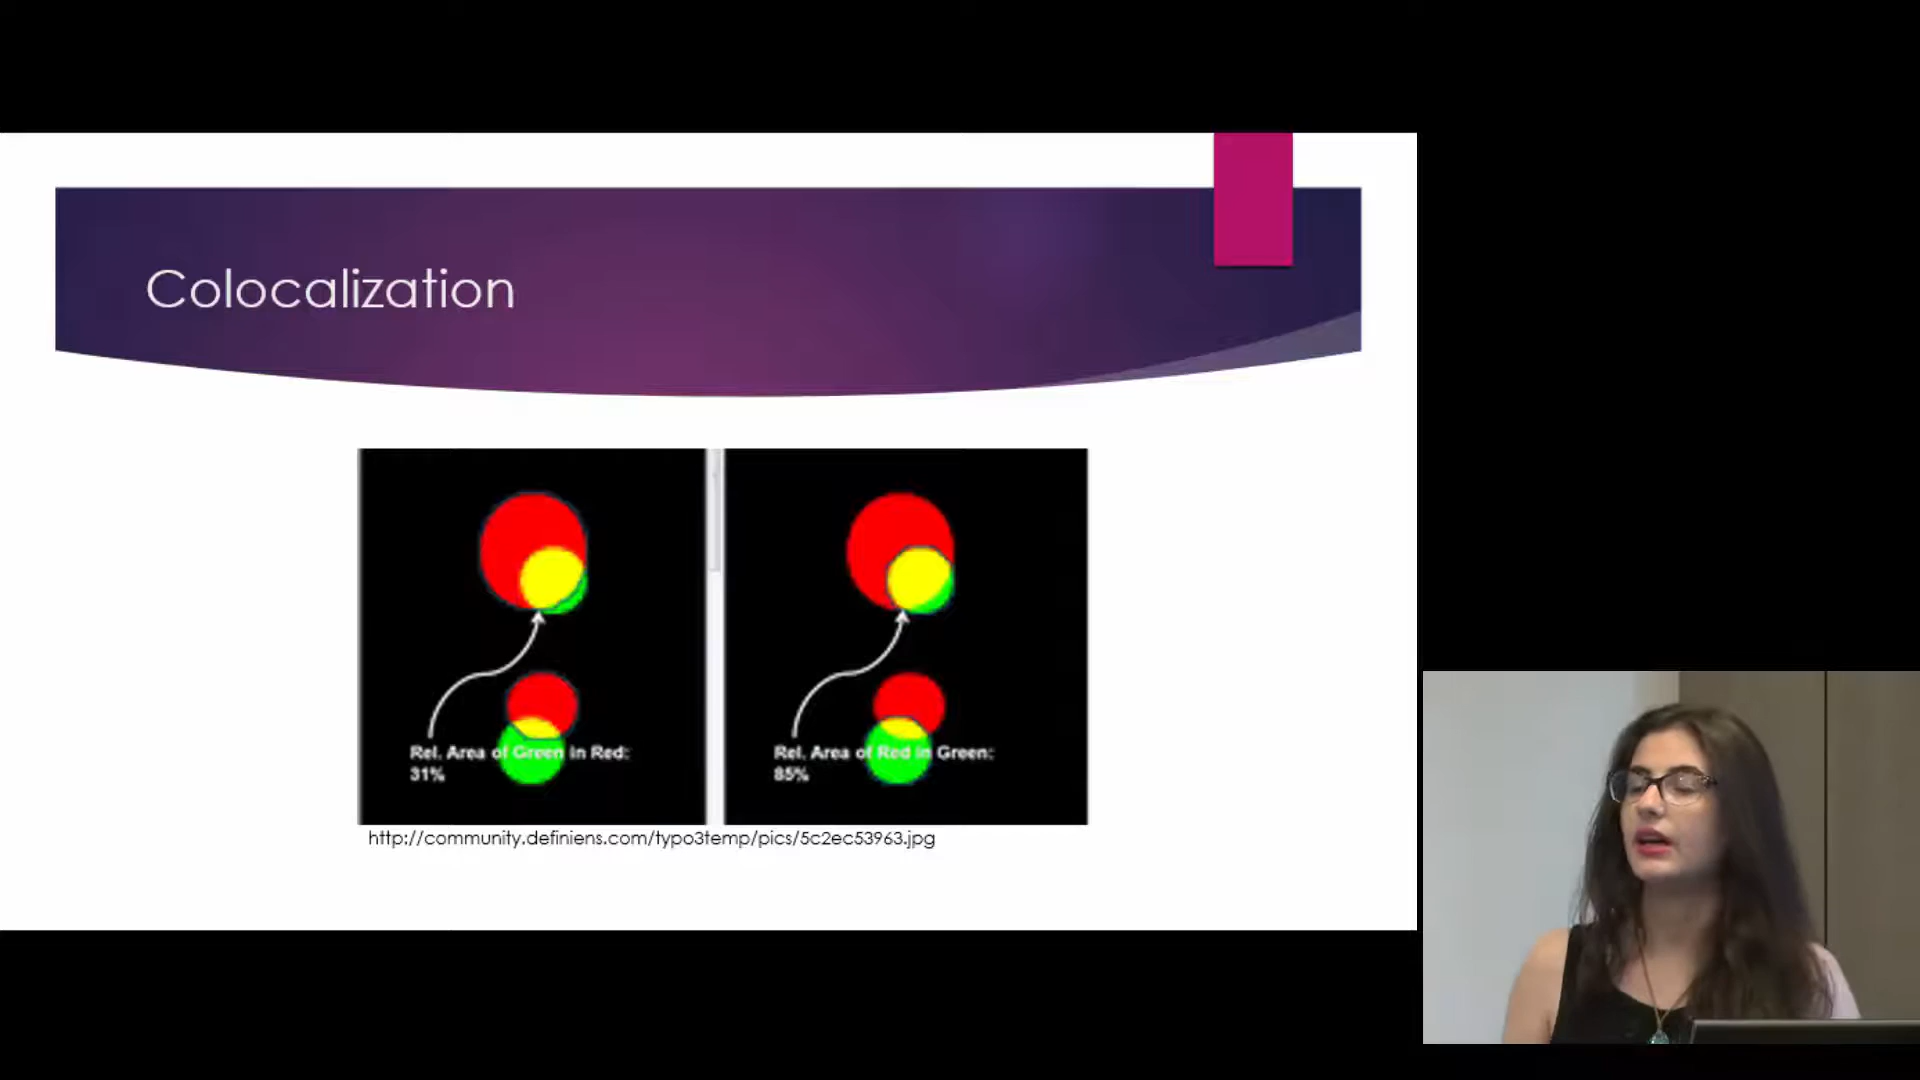 Colocalization
Rel. Area of Green in Red:
31%
Rel. Area of Red in Green:
85%
http://community.definiens.com/typo3temp/pics/5c2ec53963.jpg